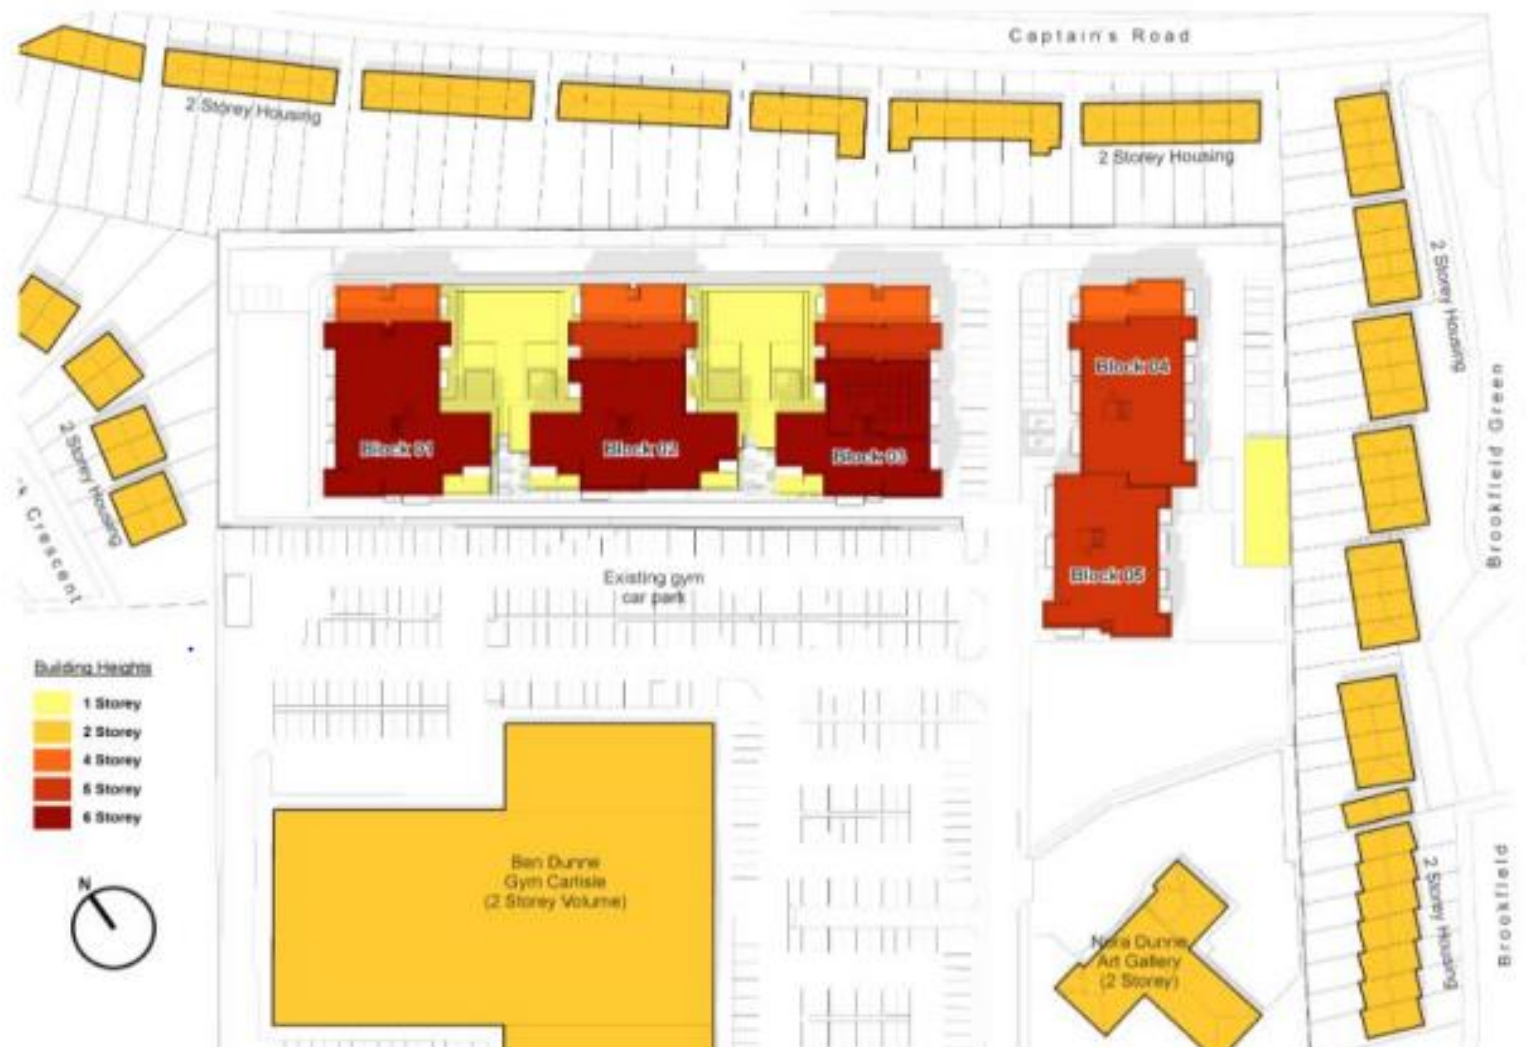 Captain's Road
2 Storey Housing
2 Storey Housing
2 Storey Housing
Brookfield Green
Block 04
Block 01
Block 02
Block 03
2 Storey Housing
Crescent
Existing gym
car park
Block 05
Building Heights
1 Storey
2 Storey
4 Storey
5 Storey
6 Storey
N
Ben Dunne
Gym Carlisle
(2 Storey Volume)
Nora Dunne
Art Gallery
(2 Storey)
2 Storey Housing
Brookfield